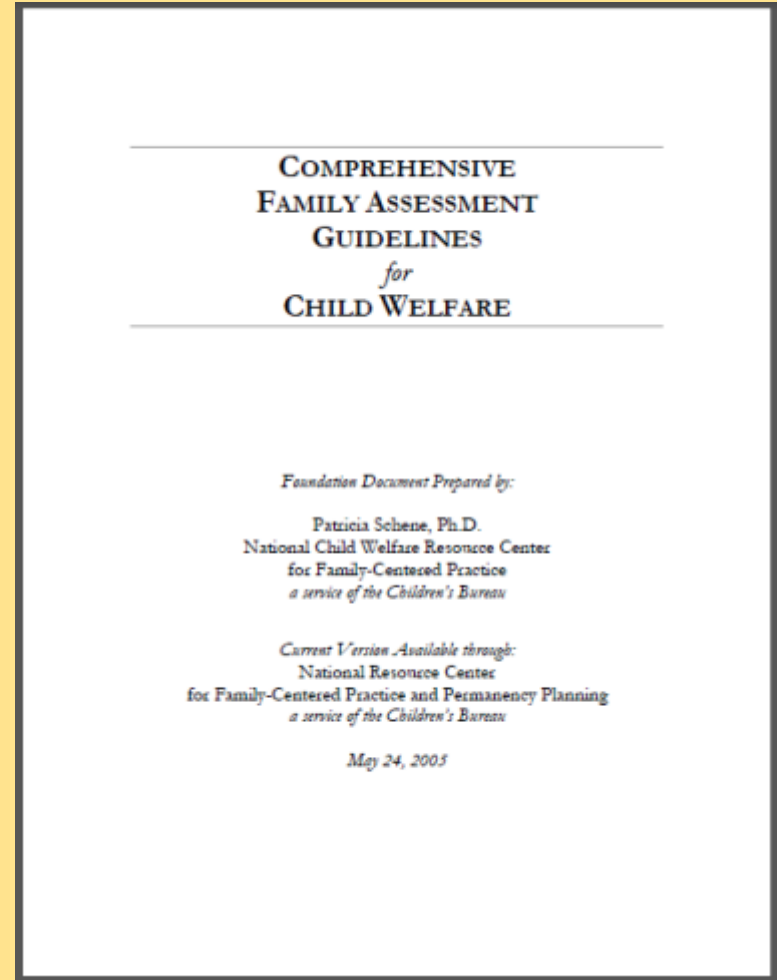 COMPREHENSIVE
FAMILY ASSESSMENT
GUIDELINES
for
CHILD WELFARE
Foundation Document Prepared by:
Patricia Schene, Ph.D.
National Child Welfare Resource Center
for Family-Centered Practice
a service of the Children's Bureau
Current Version Available through:
National Resource Center
for Family-Centered Practice and Permanency Planning
a service of the Children's Bureau
May 24, 2005